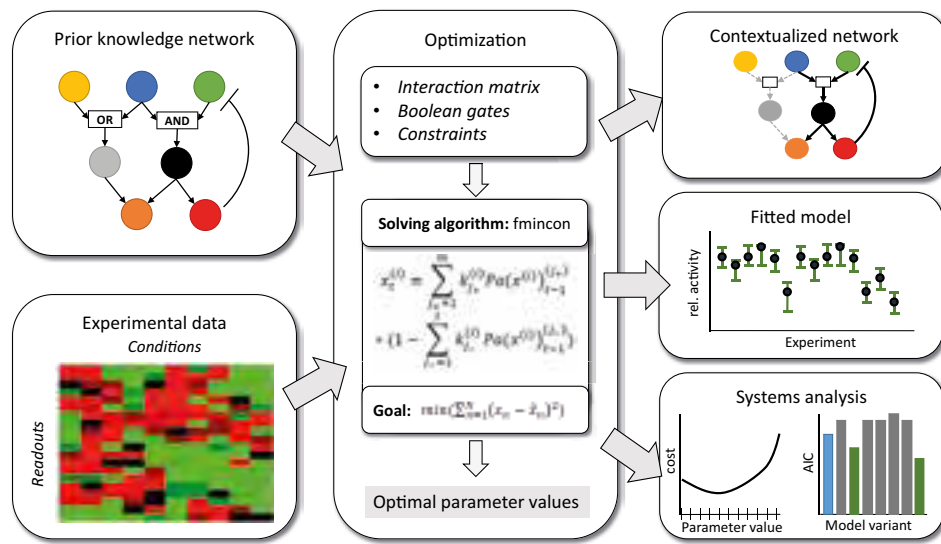 Prior knowledge network
OR
AND
Experimental data
Conditions
Readouts
Optimization
• Interaction matrix
• Boolean gates
• Constraints
Solving algorithm: fmincon
Goal: min(∑
Optimal parameter values
Contextualized network
Fitted model
rel. activity
Experiment
Systems analysis
cost
Parameter value
AIC
Model variant